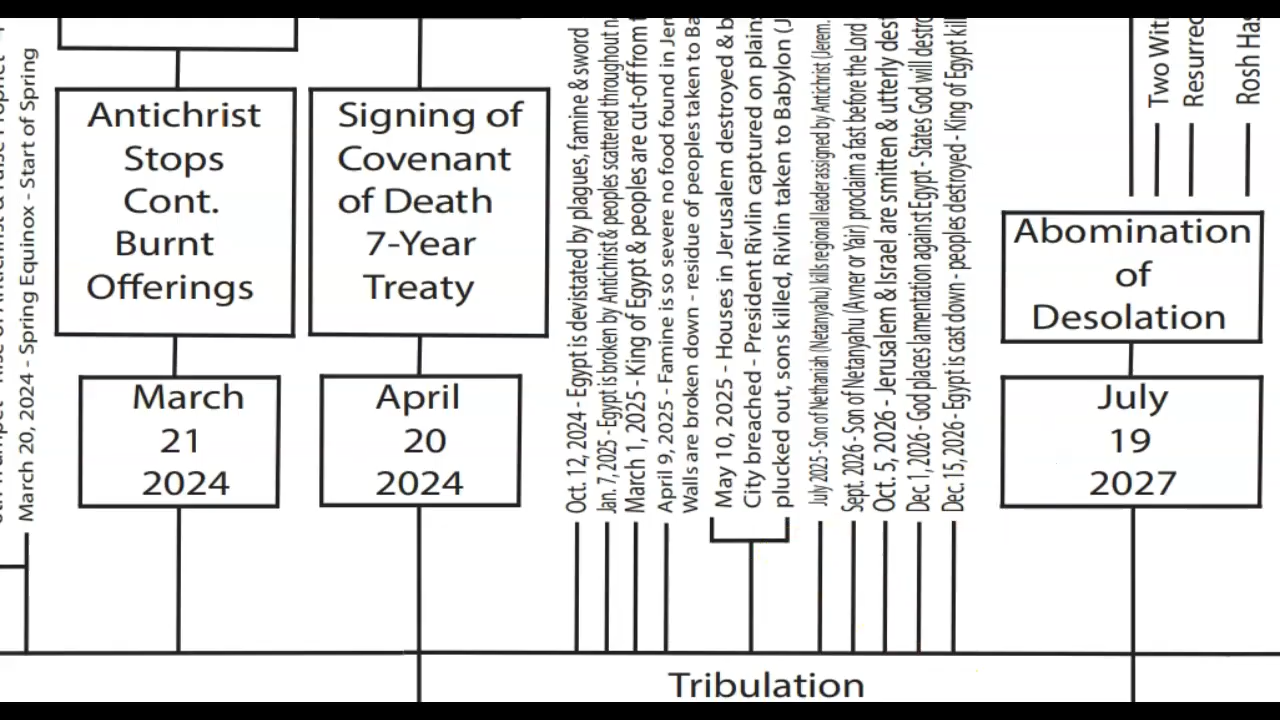 March 20, 2024 - Spring Equinox - Start of Spring
Antichrist
Stops
Cont.
Burnt
Offerings
March
21
2024
Signing of
Covenant
of Death
7-Year
Treaty
April
20
2024
Oct. 12, 2024 - Egypt is devistated by plagues, famine & sword
Jan. 7, 2025 - Egypt is broken by Antichrist & peoples scattered throughout
March 1, 2025 - King of Egypt & peoples are cut-off from
April 9, 2025 - Famine is so severe no food found in
Walls are broken down - residue of peoples taken to
May 10, 2025 - Houses in Jerusalem destroyed &
City breached - President Rivlin captured on plains
plucked out, sons killed, Rivlin taken to Babylon
July 2025 - Son of Nethaniah (Netanyahu) kills regional leader assigned by Antichrist (Jerem.
Sept. 2026 - Son of Netanyahu (Avner or Yair) proclaim a fast before the Lord
Oct. 5, 2026 - Jerusalem & Israel are smitten & utterly
Dec. 1, 2026 - God places lamentation against Egypt - States God will
Dec. 15, 2026 - Egypt is cast down - peoples destroyed - King of Egypt
Two
Rosh
Abomination
of
Desolation
July
19
2027
Tribulation